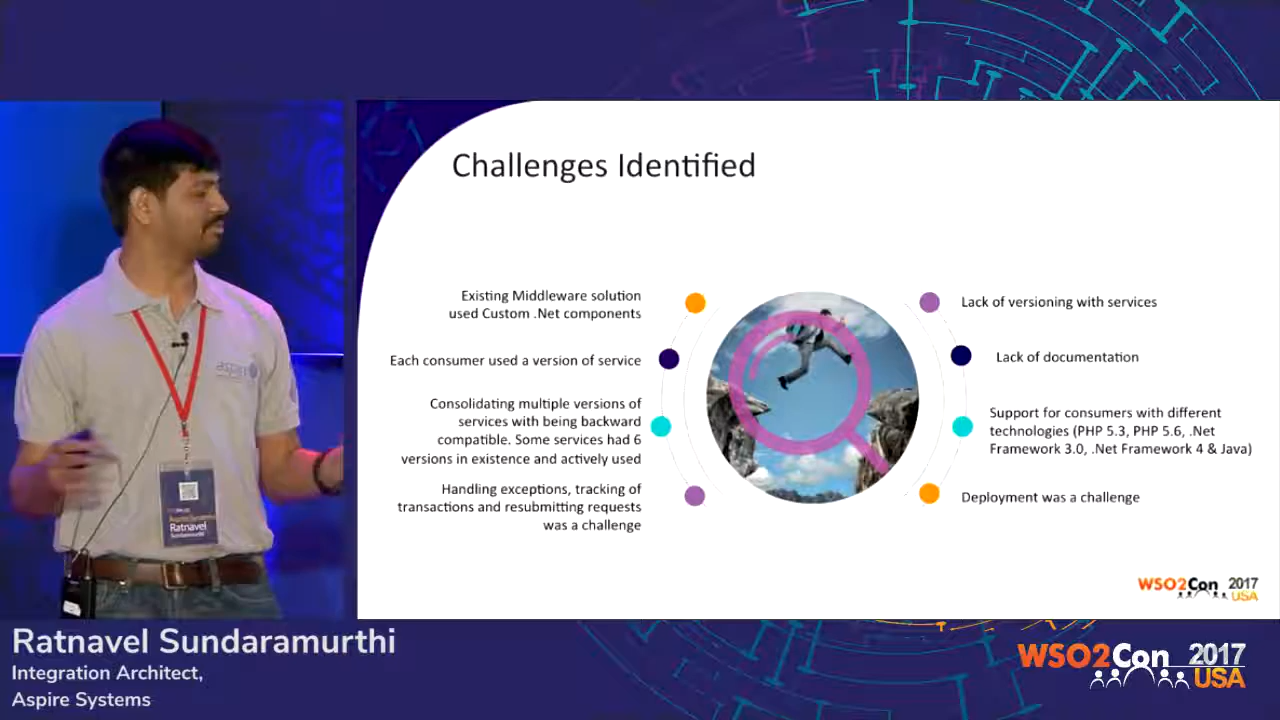 Challenges Identified
Existing Middleware solution
used Custom .Net components
Each consumer used a version of service
Consolidating multiple versions of
services with being backward
compatible. Some services had 6
versions in existence and actively used
Handling exceptions, tracking of
transactions and resubmitting requests
was a challenge
Lack of versioning with services
Lack of documentation
Support for consumers with different
technologies (PHP 5.3, PHP 5.6, .Net
Framework 3.0, .Net Framework 4 & Java)
Deployment was a challenge
WSO2Con 2017
USA
aspire
Ratnavel
Sundaramurthi
Ratnavel Sundaramurthi
Integration Architect,
Aspire Systems
WSO2Con 2017
USA